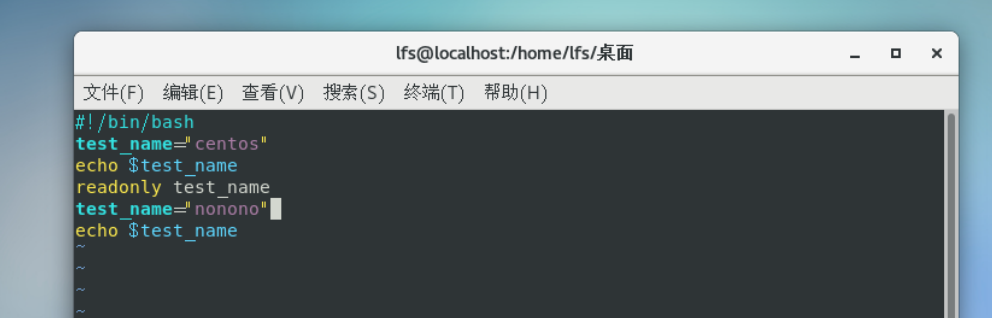 lfs@localhost:/home/lfs/桌面
文件(F) 编辑(E) 查看(V) 搜索(S) 终端(T) 帮助(H)
#!/bin/bash
test_name="centos"
echo $test_name
readonly test_name
test_name="nonono"
echo $test_name
~
~
~
~